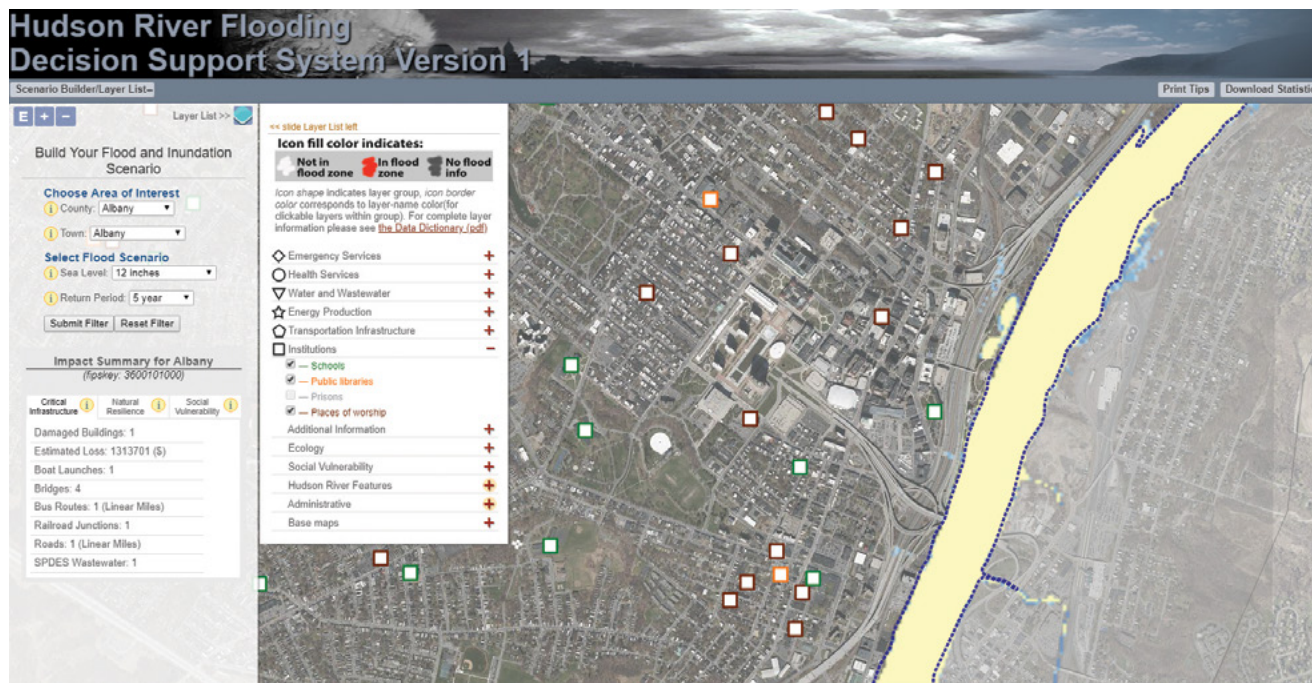 Hudson River Flooding
Decision Support System Version 1
Scenario Builder/Layer List–
Print Tips
Download Statistic
E + −
Layer List >>
Build Your Flood and Inundation
Scenario
Choose Area of Interest
i County: Albany
i Town: Albany
Select Flood Scenario
i Sea Level: 12 inches
i Return Period: 5 year
Submit Filter Reset Filter
Impact Summary for Albany
(fipskey: 3600101000)
Critical
Infrastructure i
Natural
Resilience i
Social
Vulnerability i
Damaged Buildings: 1
Estimated Loss: 1313701 ($)
Boat Launches: 1
Bridges: 4
Bus Routes: 1 (Linear Miles)
Railroad Junctions: 1
Roads: 1 (Linear Miles)
SPDES Wastewater: 1
<< slide Layer List left
Icon fill color indicates:
Not in
flood zone
In flood
zone
No flood
info
Icon shape indicates layer group, icon border
color corresponds to layer-name color(for
clickable layers within group). For complete layer
information please see the Data Dictionary (pdf)
Emergency Services +
Health Services +
Water and Wastewater +
Energy Production +
Transportation Infrastructure +
Institutions −
— Schools
— Public libraries
— Prisons
— Places of worship
Additional Information +
Ecology +
Social Vulnerability +
Hudson River Features +
Administrative +
Base maps +